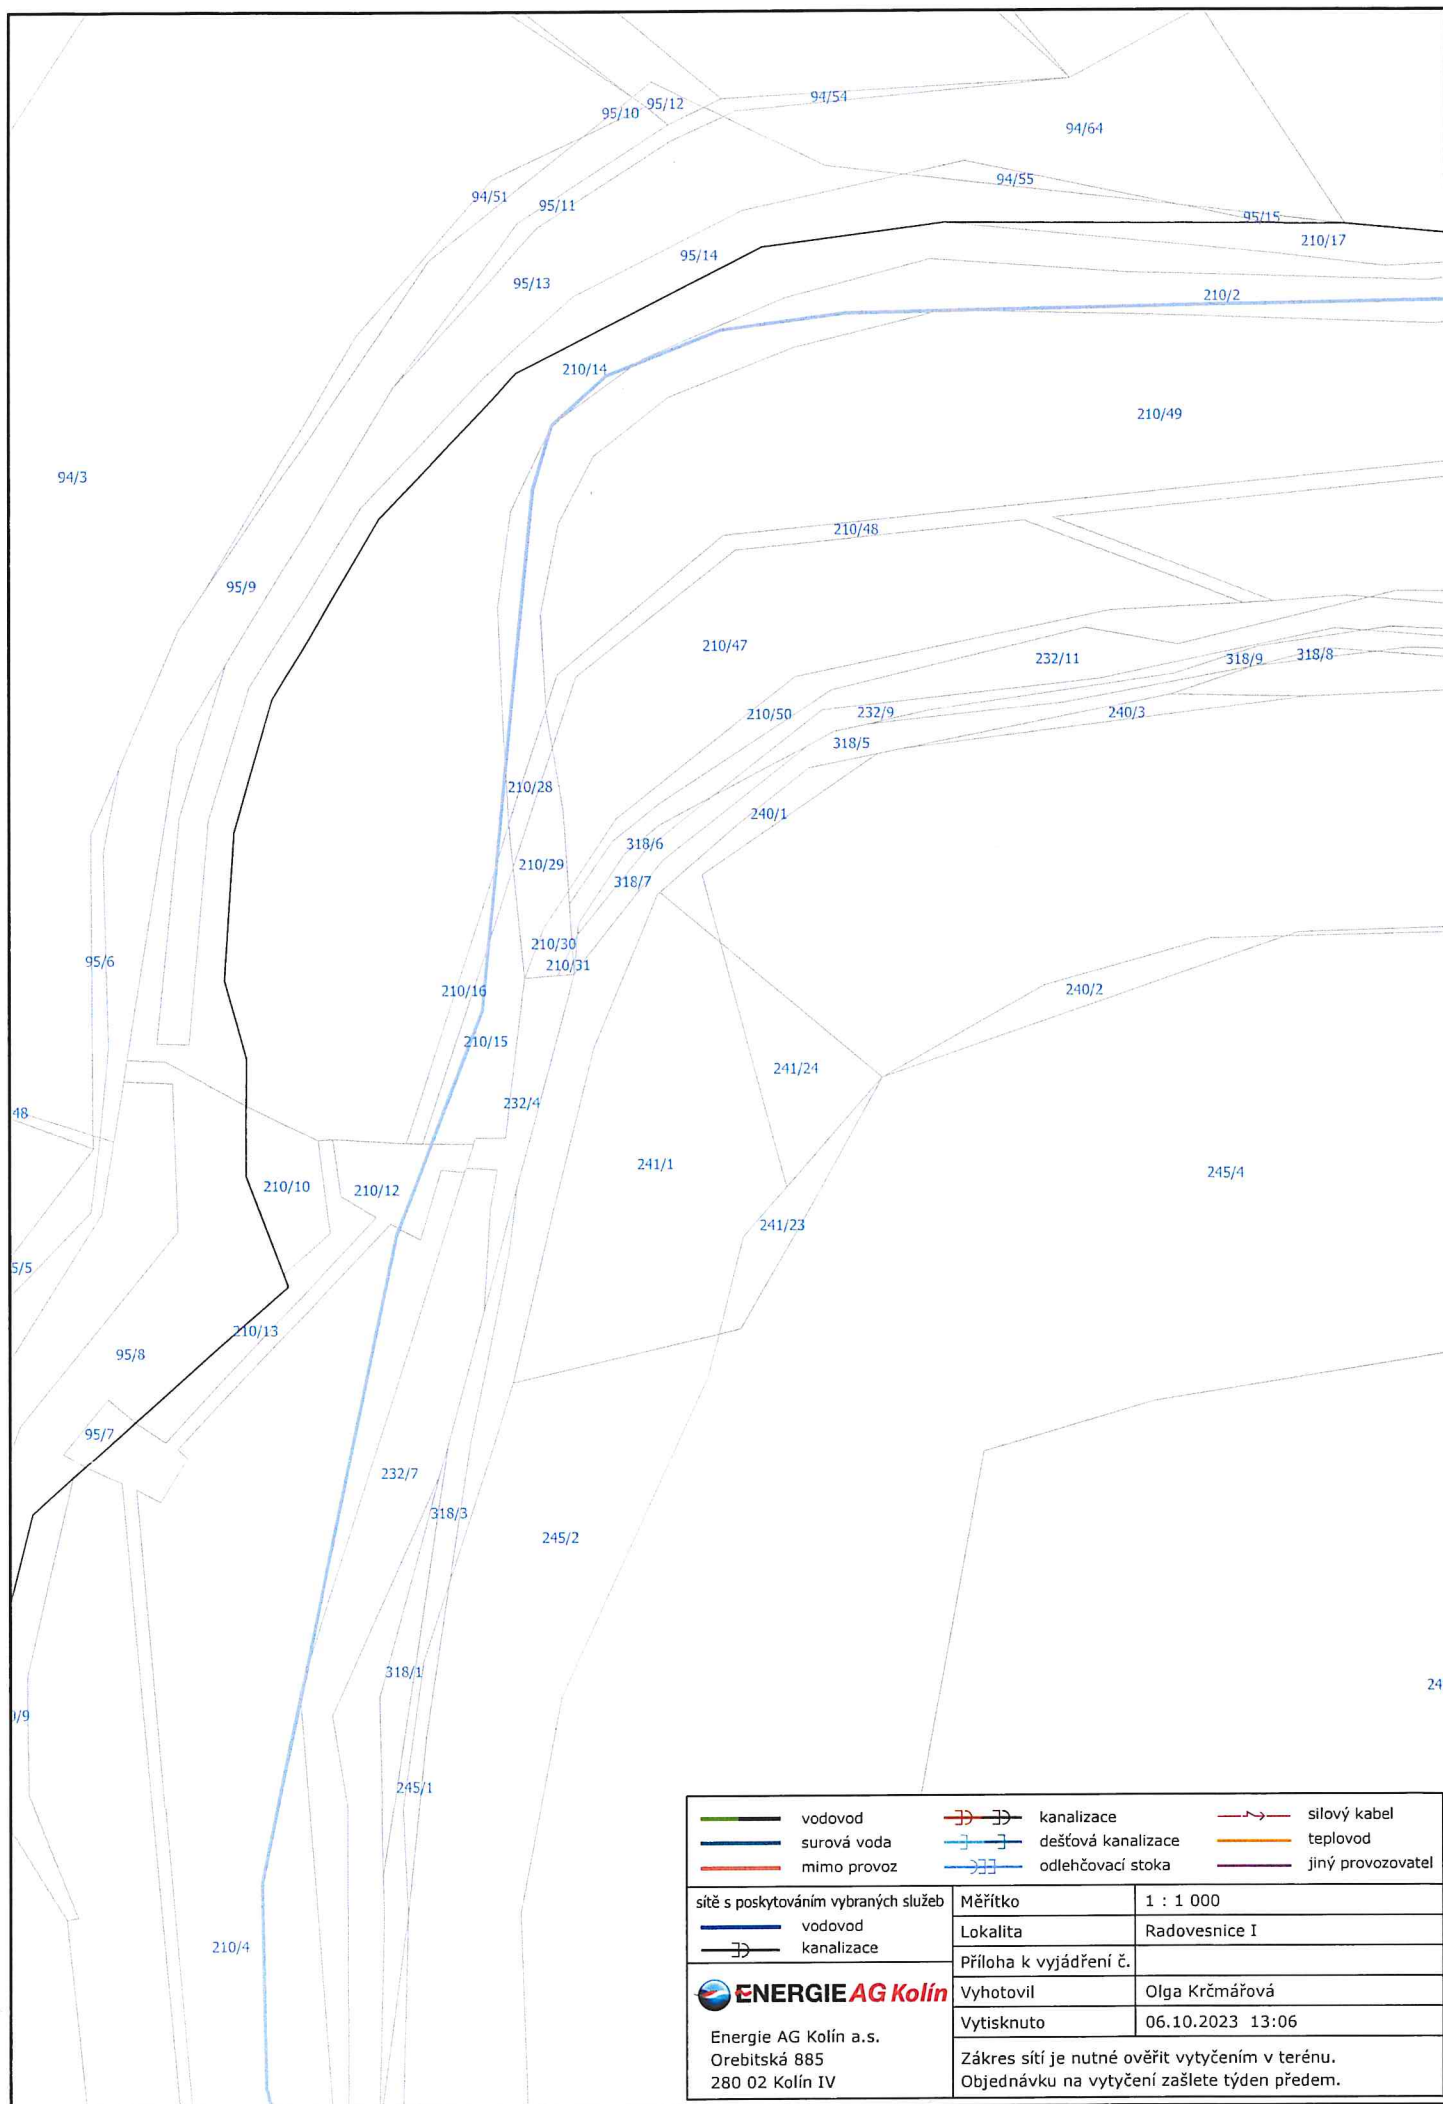 95/10
95/12
94/54
94/64
94/51
95/11
94/55
95/15
210/17
95/14
95/13
210/2
210/14
210/49
94/3
210/48
95/9
210/47
232/11
318/9
318/8
210/50
232/9
240/3
318/5
210/28
240/1
318/6
210/29
318/7
210/30
210/31
95/6
210/16
240/2
210/15
241/24
232/4
48
241/1
245/4
210/10
210/12
241/23
5/5
210/13
95/8
95/7
232/7
318/3
245/2
318/1
24
/9
245/1
210/4
vodovod
surová voda
mimo provoz
kanalizace
dešťová kanalizace
odlehčovací stoka
silový kabel
teplovod
jiný provozovatel
sítě s poskytováním vybraných služeb
vodovod
kanalizace
Měřítko 1 : 1 000
Lokalita Radovesnice I
Příloha k vyjádření č.
Vyhotovil Olga Krčmářová
Vytisknuto 06.10.2023 13:06
ENERGIE AG Kolín
Energie AG Kolín a.s.
Orebitská 885
280 02 Kolín IV
Zákres sítí je nutné ověřit vytyčením v terénu.
Objednávku na vytyčení zašlete týden předem.